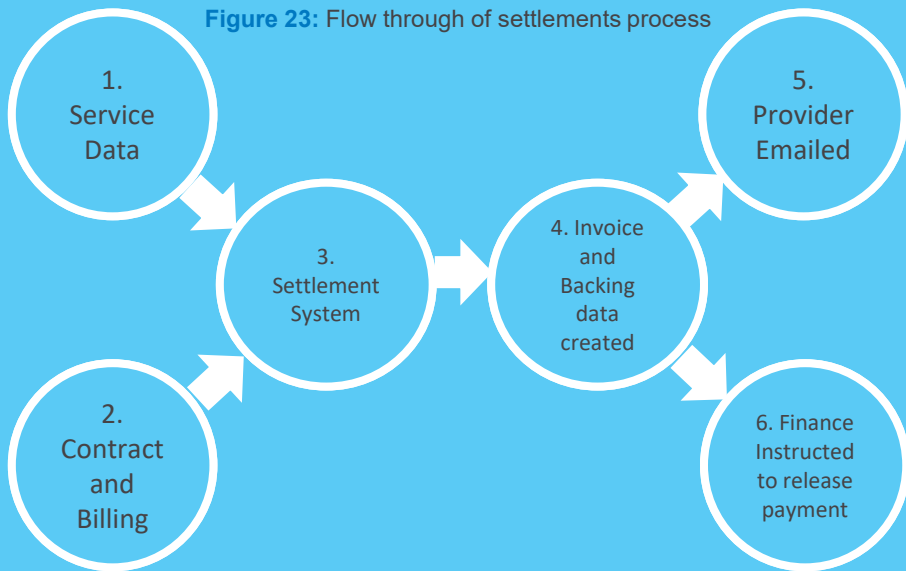 Figure 23: Flow through of settlements process
1.
Service
Data
2.
Contract
and
Billing
3.
Settlement
System
4. Invoice
and
Backing
data
created
5.
Provider
Emailed
6. Finance
Instructed
to release
payment